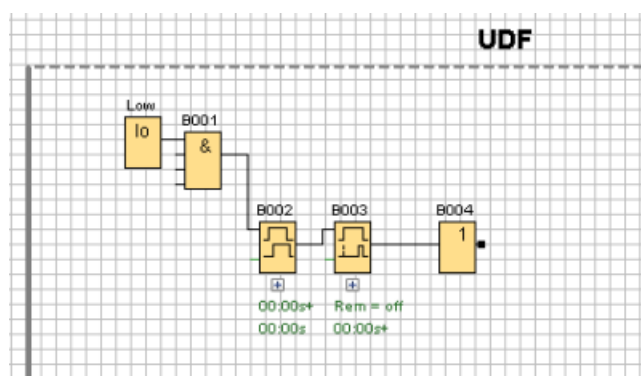 UDF
Low
B001
lo
&
B002
B003
B004
1
00:00s+
Rem = off
00:00s
00:00s+